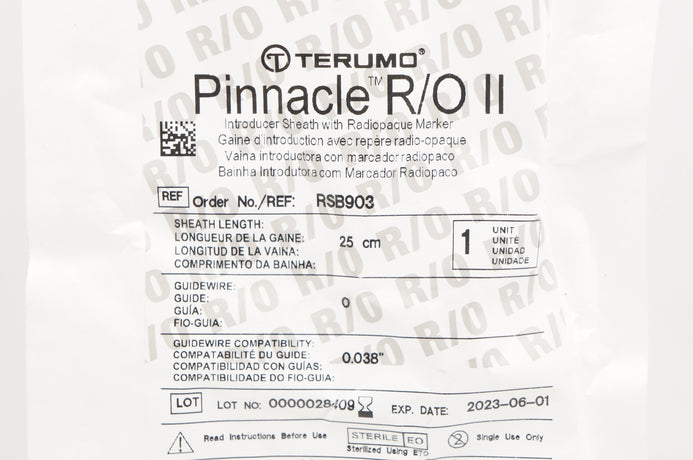 R/O R/O R/O R/O R/O
TERUMO®
Pinnacle™ R/O II
Introducer Sheath with Radiopaque Marker
Gaine d'introduction avec repère radio-opaque
Vaina introductora con marcador radiopaco
Bainha Introdutora com Marcador Radiopaco
REF Order No./REF: RSB903
SHEATH LENGTH:
LONGUEUR DE LA GAINE: 25 cm
LONGITUD DE LA VAINA:
COMPRIMENTO DA BAINHA:
1
UNIT
UNITÉ
UNIDAD
UNIDADE
GUIDEWIRE:
GUIDE: 0
GUÍA:
FIO-GUIA:
GUIDEWIRE COMPATIBILITY:
COMPATABILITÉ DU GUIDE: 0.038"
COMPATIBILIDAD CON GUÍAS:
COMPATIBILIDADE DO FIO-GUIA:
LOT LOT NO: 0000028409 EXP. DATE: 2023-06-01
Read Instructions Before Use STERILE EO Single Use Only
Sterilized Using ETO